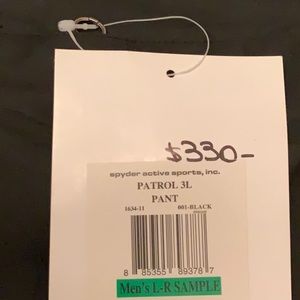 $330-
spyder active sports, inc.
PATROL 3L
PANT
1634-11 001-BLACK
8 85355 89378 7
Men's L-R SAMPLE